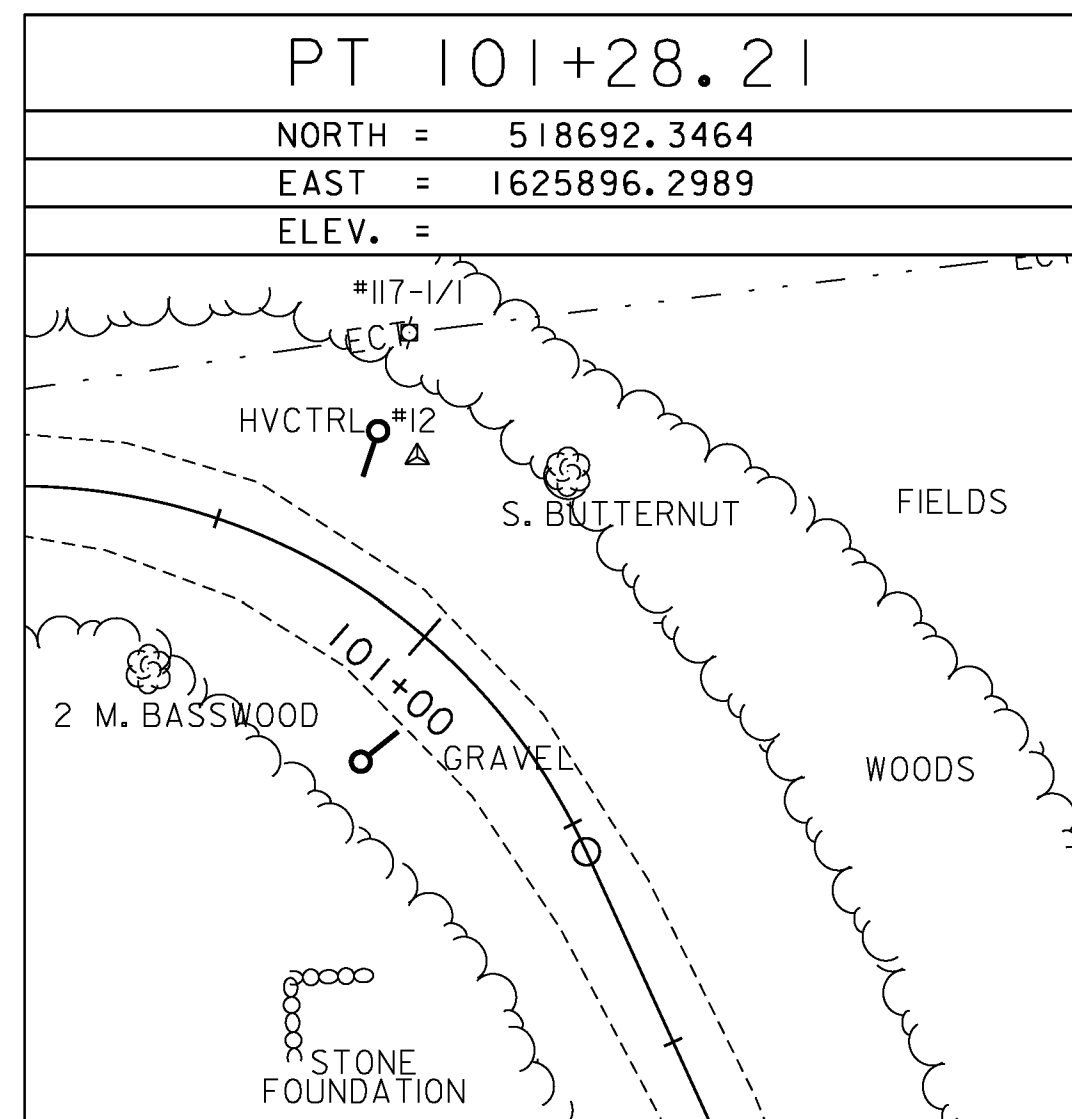 PT 101+28.21
NORTH = 518692.3464
EAST = 1625896.2989
ELEV. =
#117-1/1
ECT
HVCTRL #12
S. BUTTERNUT
FIELDS
101+00
2 M. BASSWOOD
GRAVEL
WOODS
STONE
FOUNDATION